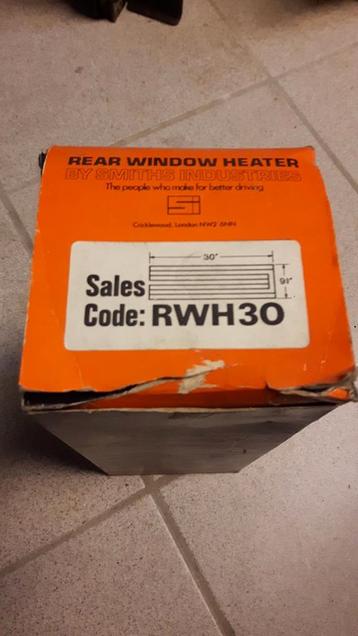 REAR WINDOW HEATER
BY SMITHS INDUSTRIES
The people who make for better driving
SI
Cricklewood, London NW2 6NN
30"
9½"
Sales
Code: RWH30